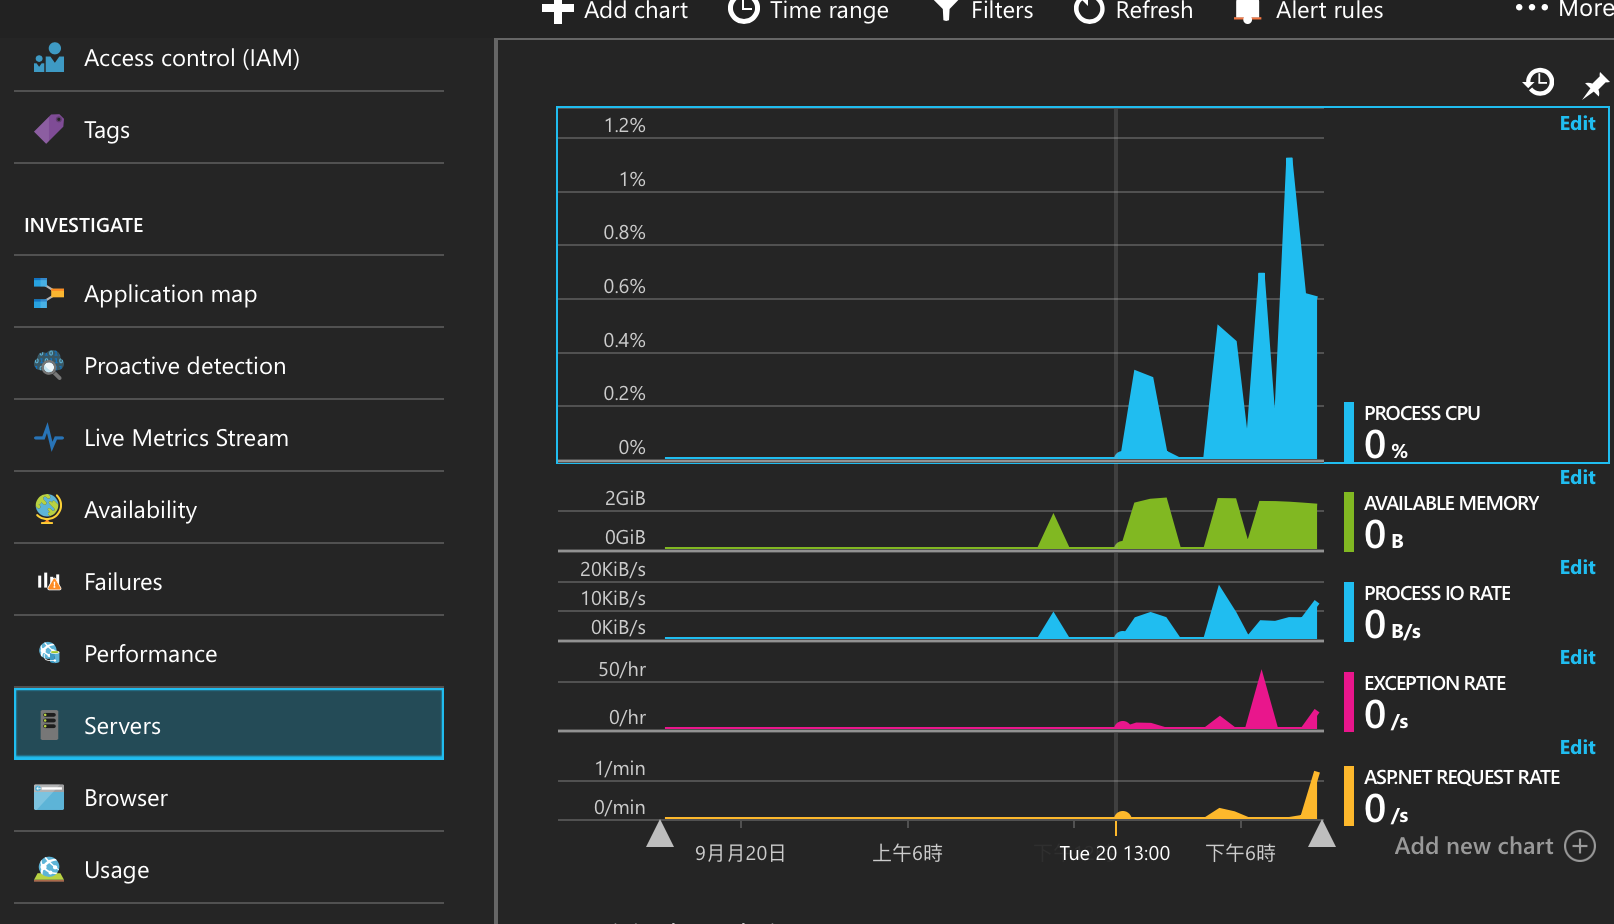 Add chart
Time range
Filters
Refresh
Alert rules
More
Access control (IAM)
Tags
INVESTIGATE
Application map
Proactive detection
Live Metrics Stream
Availability
Failures
Performance
Servers
Browser
Usage
Edit
1.2%
1%
0.8%
0.6%
0.4%
0.2%
0%
PROCESS CPU
0 %
Edit
2GiB
0GiB
AVAILABLE MEMORY
0 B
Edit
20KiB/s
10KiB/s
0KiB/s
PROCESS IO RATE
0 B/s
Edit
50/hr
0/hr
EXCEPTION RATE
0 /s
Edit
1/min
0/min
ASP.NET REQUEST RATE
0 /s
9月月20日
上午6時
Tue 20 13:00
下午6時
Add new chart